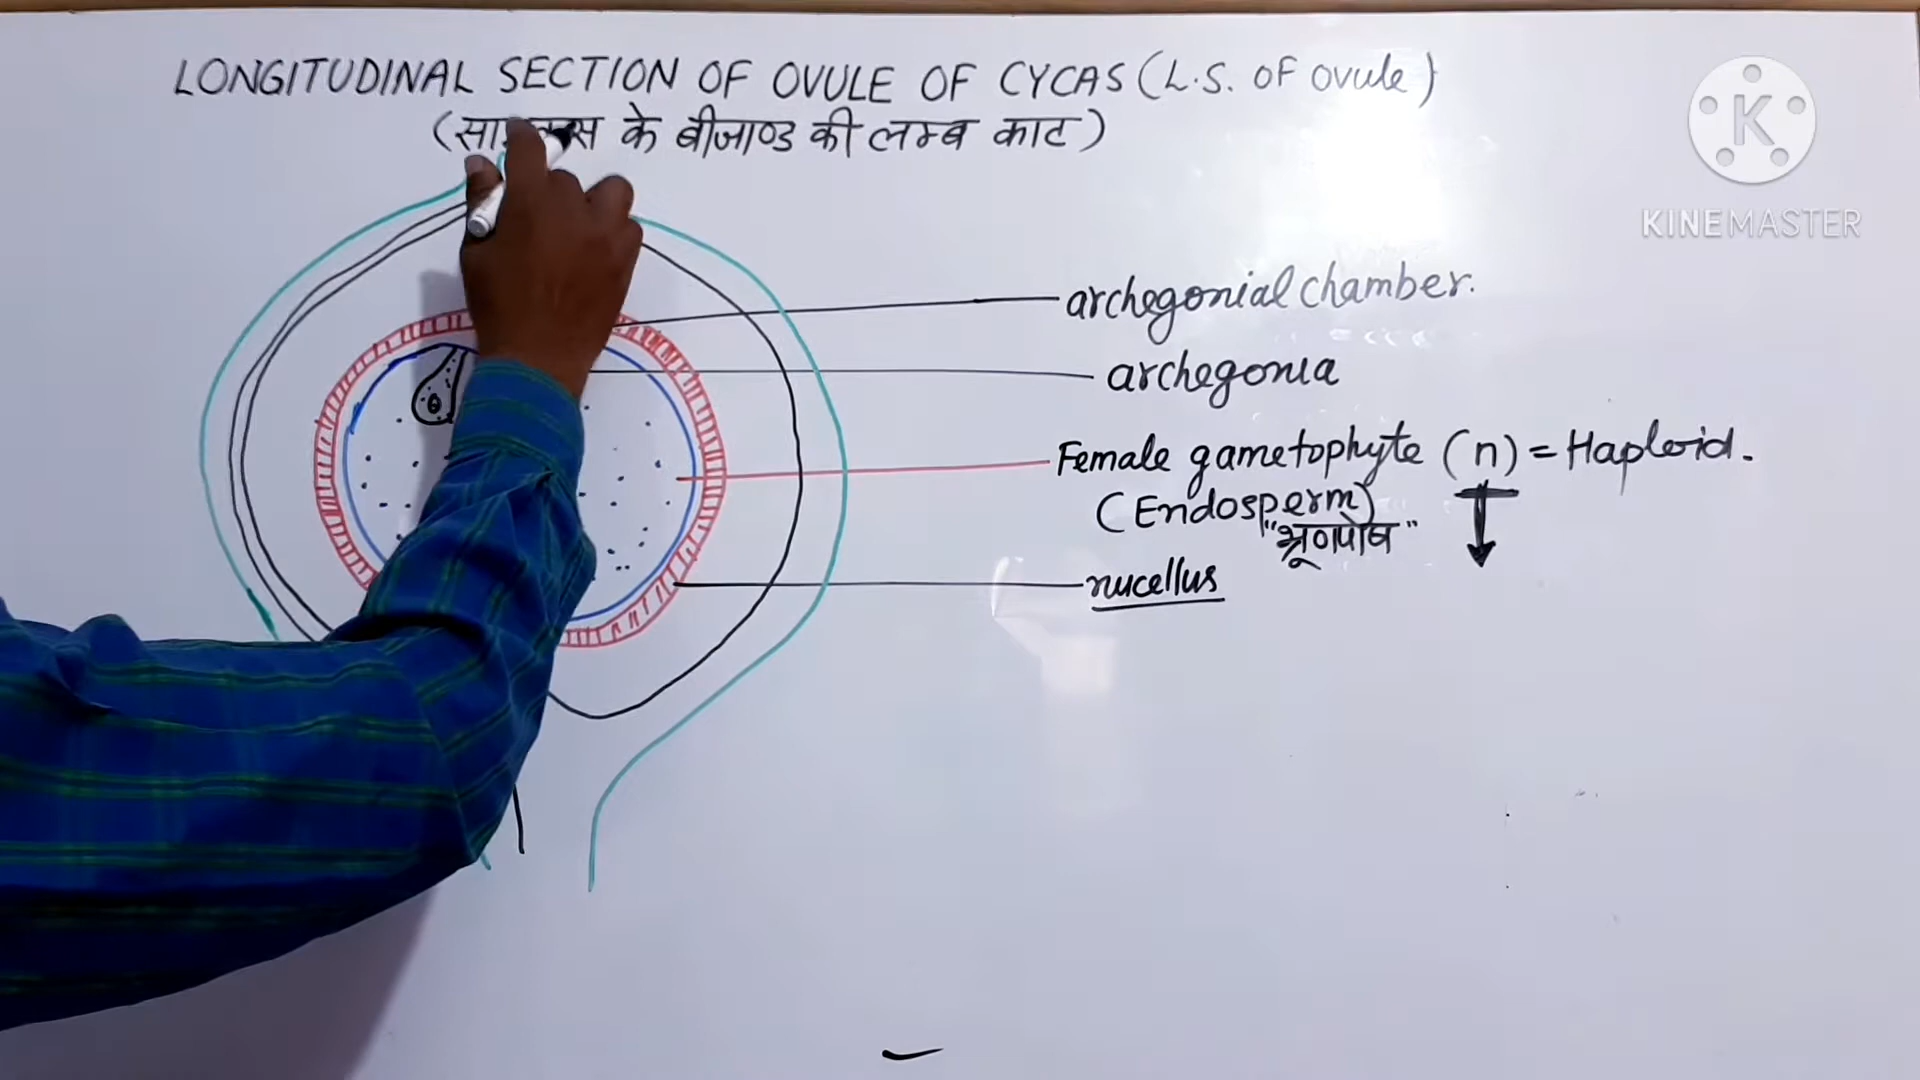 LONGITUDINAL SECTION OF OVULE OF CYCAS (L.S. OF Ovule)
के बीजाण्ड की लम्ब काट)
K
KINEMASTER
archegonial chamber.
archegonia
Female gametophyte (n) = Haploid.
(Endosperm)
"भ्रूणपोष"
nucellus